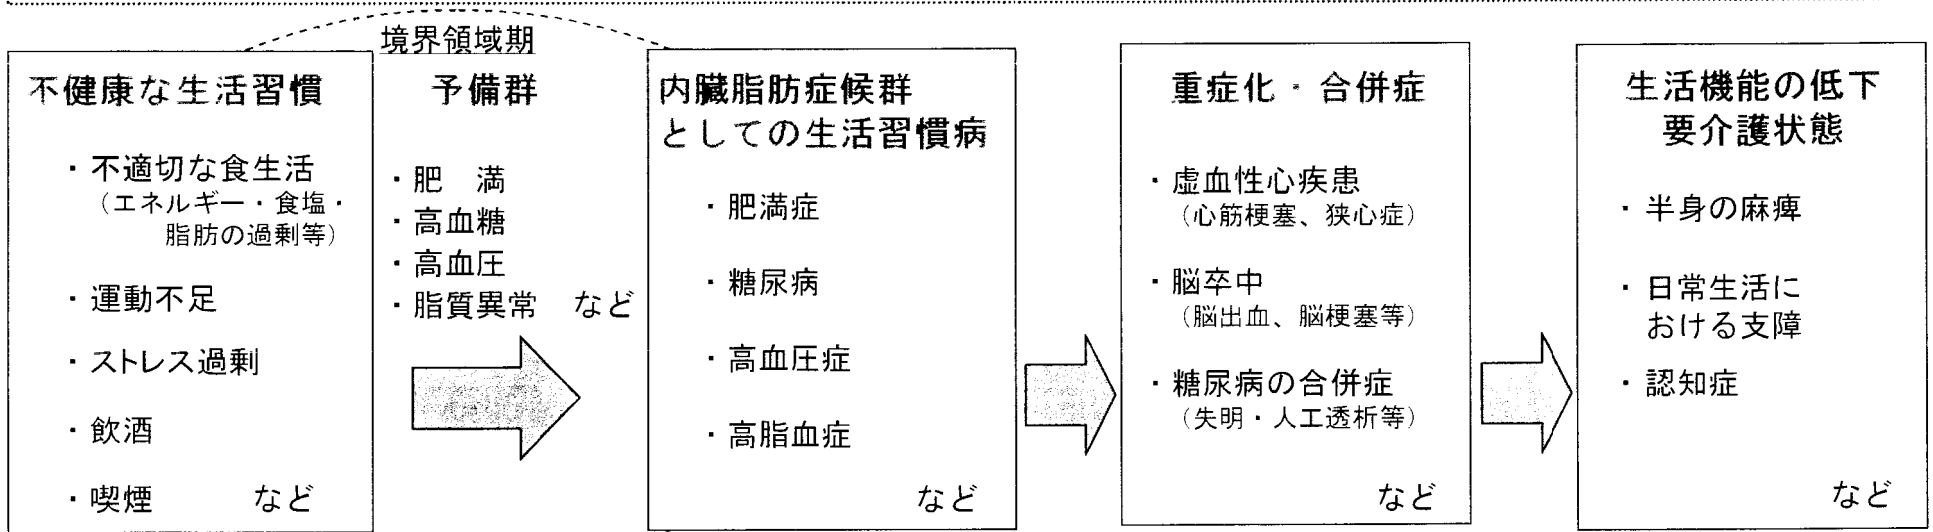 境界領域期
不健康な生活習慣
・不適切な食生活
（エネルギー・食塩・
脂肪の過剰等）
・運動不足
・ストレス過剰
・飲酒
・喫煙　など
予備群
・肥　満
・高血糖
・高血圧
・脂質異常　など
内臓脂肪症候群
としての生活習慣病
・肥満症
・糖尿病
・高血圧症
・高脂血症
など
重症化・合併症
・虚血性心疾患
（心筋梗塞、狭心症）
・脳卒中
（脳出血、脳梗塞等）
・糖尿病の合併症
（失明・人工透析等）
など
生活機能の低下
要介護状態
・半身の麻痺
・日常生活に
おける支障
・認知症
など